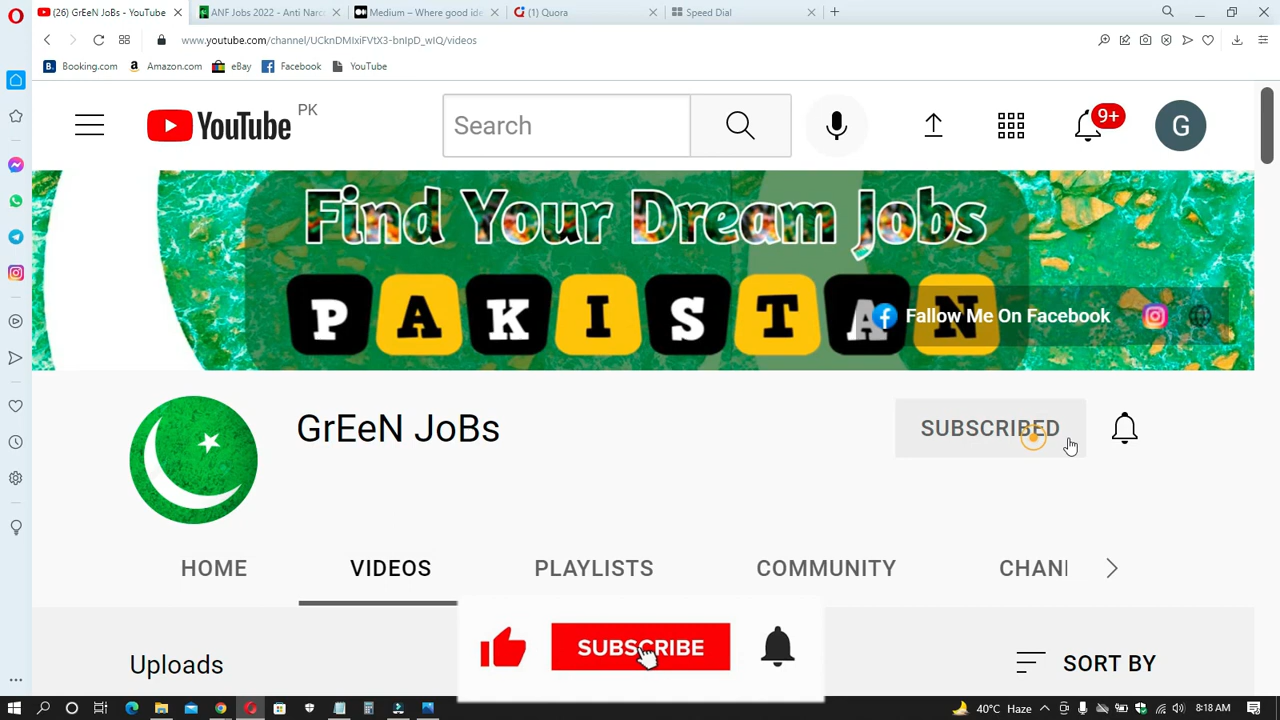 (26) GrEeN JoBs - YouTube
ANF Jobs 2022 - Anti Narc
Medium – Where good ide
(1) Quora
Speed Dial
www.youtube.com/channel/UCknDMIxiFVtX3-bnIpD_wIQ/videos
Booking.com
Amazon.com
eBay
Facebook
YouTube
YouTube PK
Search
9+
G
Find Your Dream Jobs
PAKISTAN
Fallow Me On Facebook
GrEeN JoBs
SUBSCRIBED
HOME
VIDEOS
PLAYLISTS
COMMUNITY
CHANI
Uploads
SUBSCRIBE
SORT BY
40°C Haze
8:18 AM